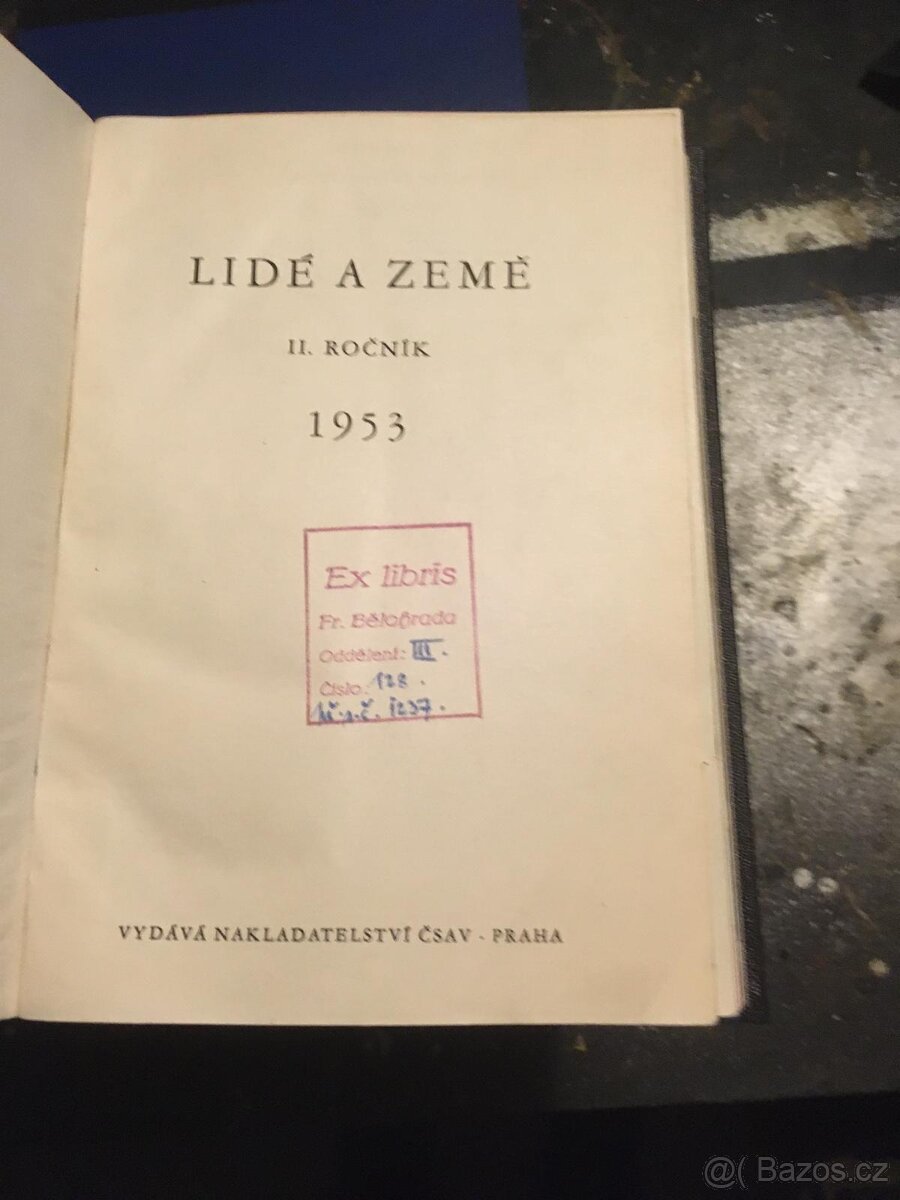 LIDÉ A ZEMĚ
II. ROČNÍK
1953
Ex libris
Fr. Bělohrada
Oddělení: III.
Číslo: 128.
č. 1237.
VYDÁVÁ NAKLADATELSTVÍ ČSAV - PRAHA
@( Bazos.cz